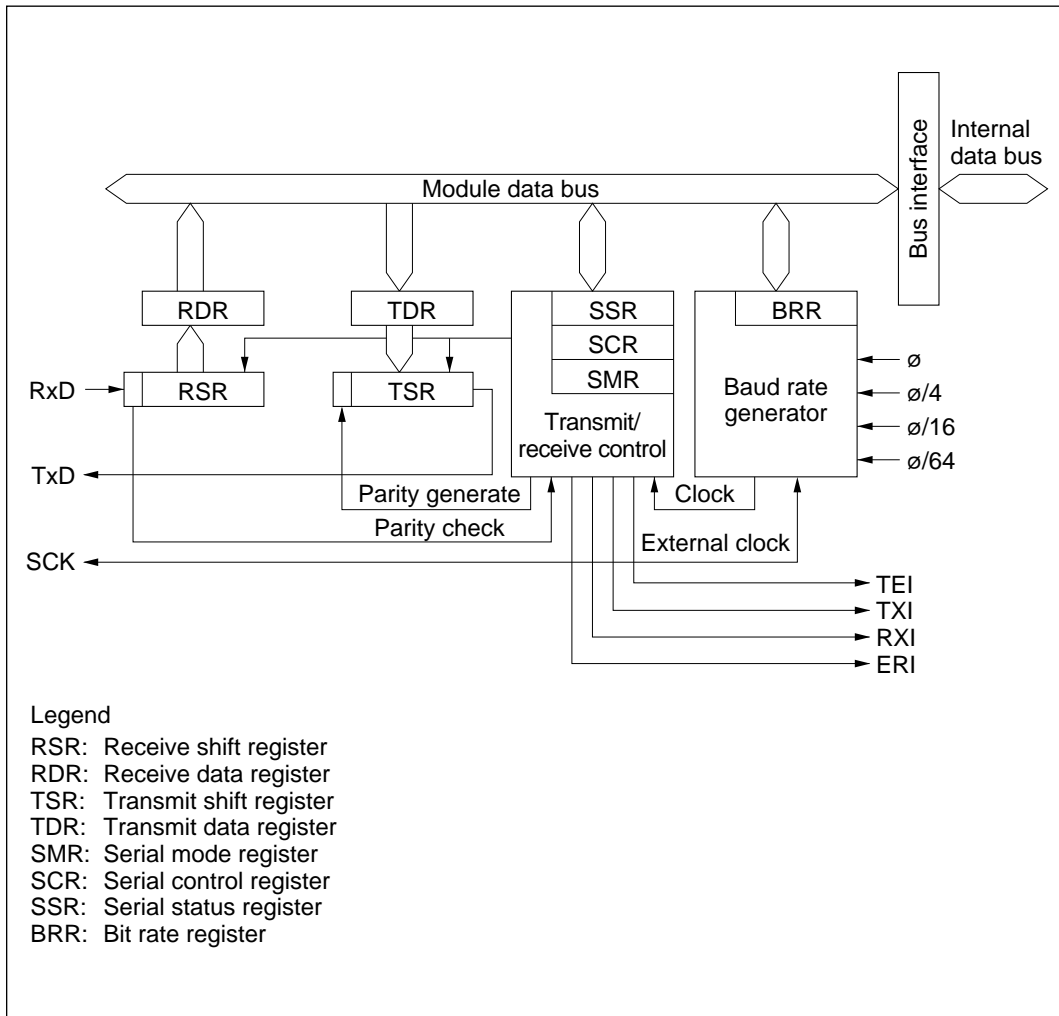 Internal
data bus
Bus interface
Module data bus
RDR
TDR
SSR
BRR
SCR
SMR
RxD
RSR
TSR
Baud rate
generator
ø
ø/4
ø/16
ø/64
Transmit/
receive control
TxD
Parity generate
Clock
Parity check
External clock
SCK
TEI
TXI
RXI
ERI
Legend
RSR: Receive shift register
RDR: Receive data register
TSR: Transmit shift register
TDR: Transmit data register
SMR: Serial mode register
SCR: Serial control register
SSR: Serial status register
BRR: Bit rate register